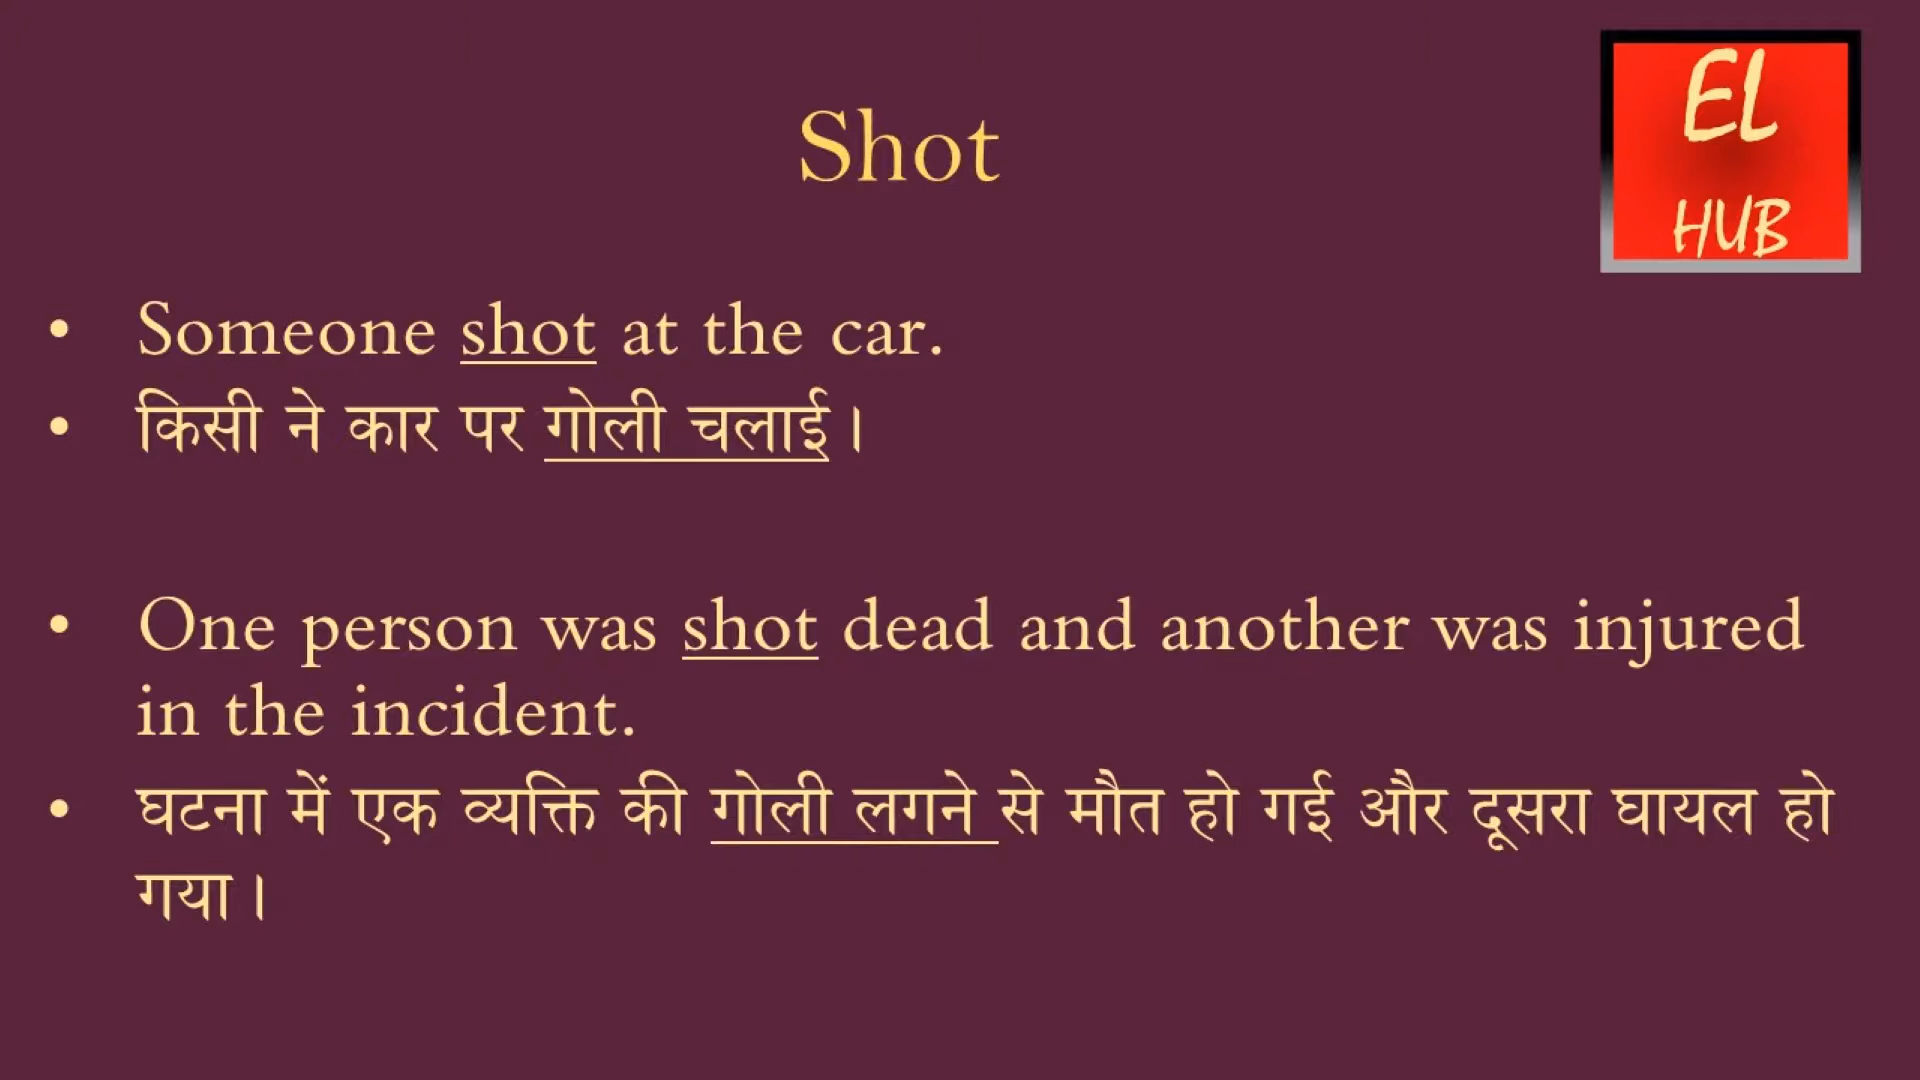 EL
HUB
Shot
• Someone shot at the car.
• किसी ने कार पर गोली चलाई।
• One person was shot dead and another was injured
in the incident.
• घटना में एक व्यक्ति की गोली लगने से मौत हो गई और दूसरा घायल हो
गया।